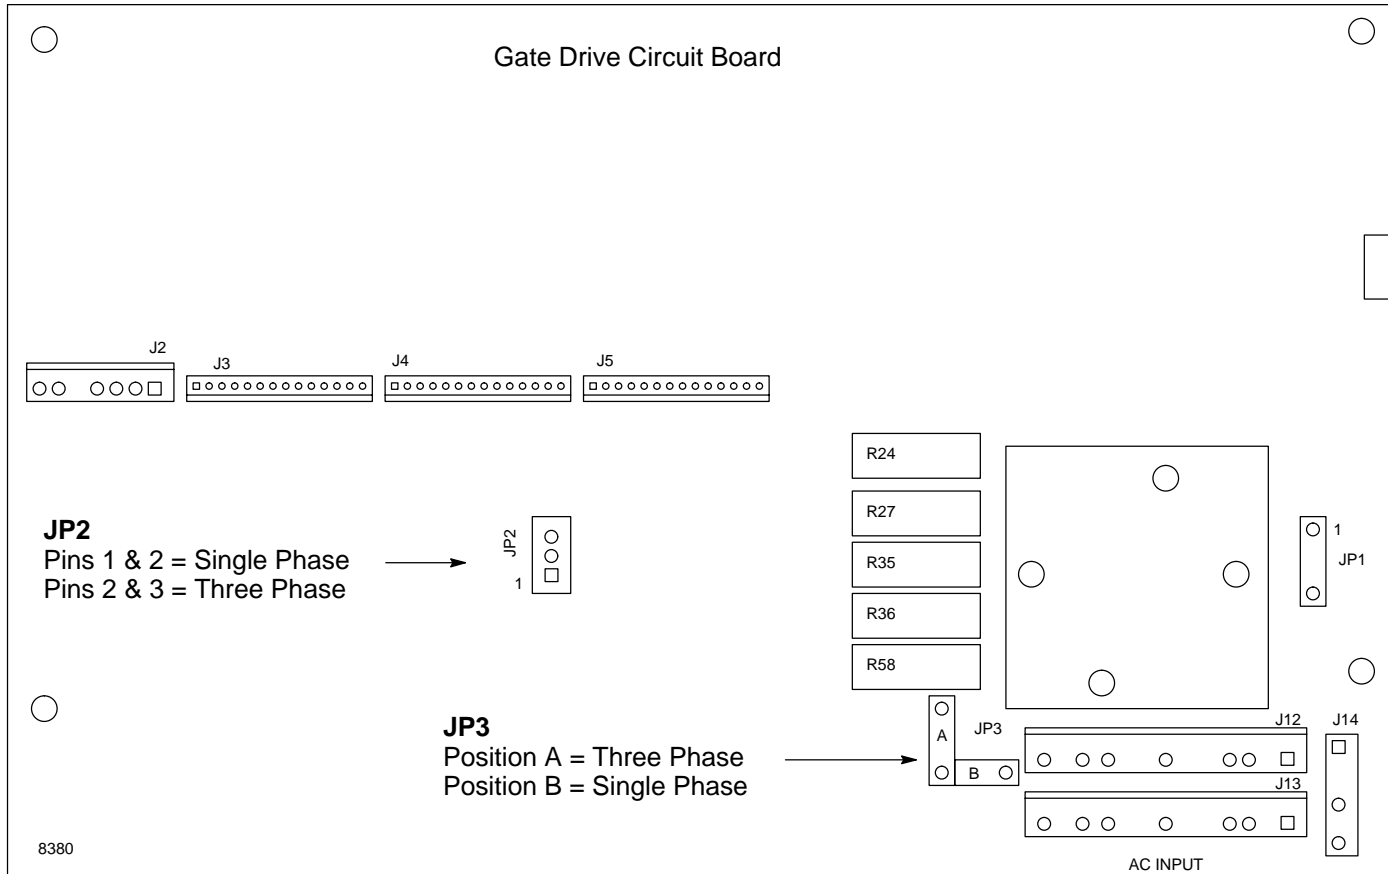 Gate Drive Circuit Board
J2
J3
J4
J5
R24
R27
R35
R36
R58
JP2
Pins 1 & 2 = Single Phase
Pins 2 & 3 = Three Phase
JP2
1
1
JP1
JP3
Position A = Three Phase
Position B = Single Phase
A
JP3
B
J12
J14
J13
8380
AC INPUT